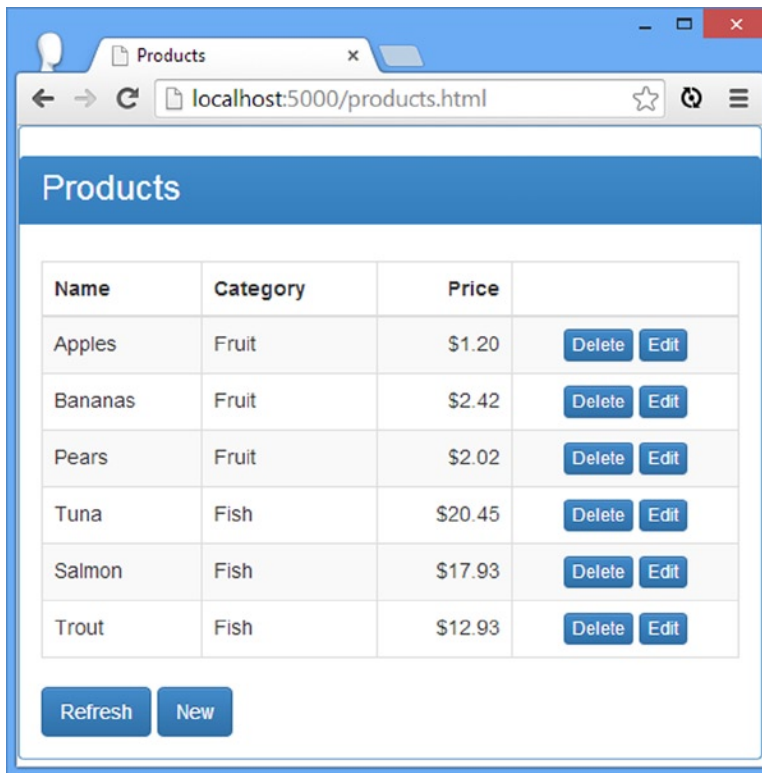 Products
localhost:5000/products.html
Products
Name Category Price
Apples Fruit $1.20 Delete Edit
Bananas Fruit $2.42 Delete Edit
Pears Fruit $2.02 Delete Edit
Tuna Fish $20.45 Delete Edit
Salmon Fish $17.93 Delete Edit
Trout Fish $12.93 Delete Edit
Refresh New